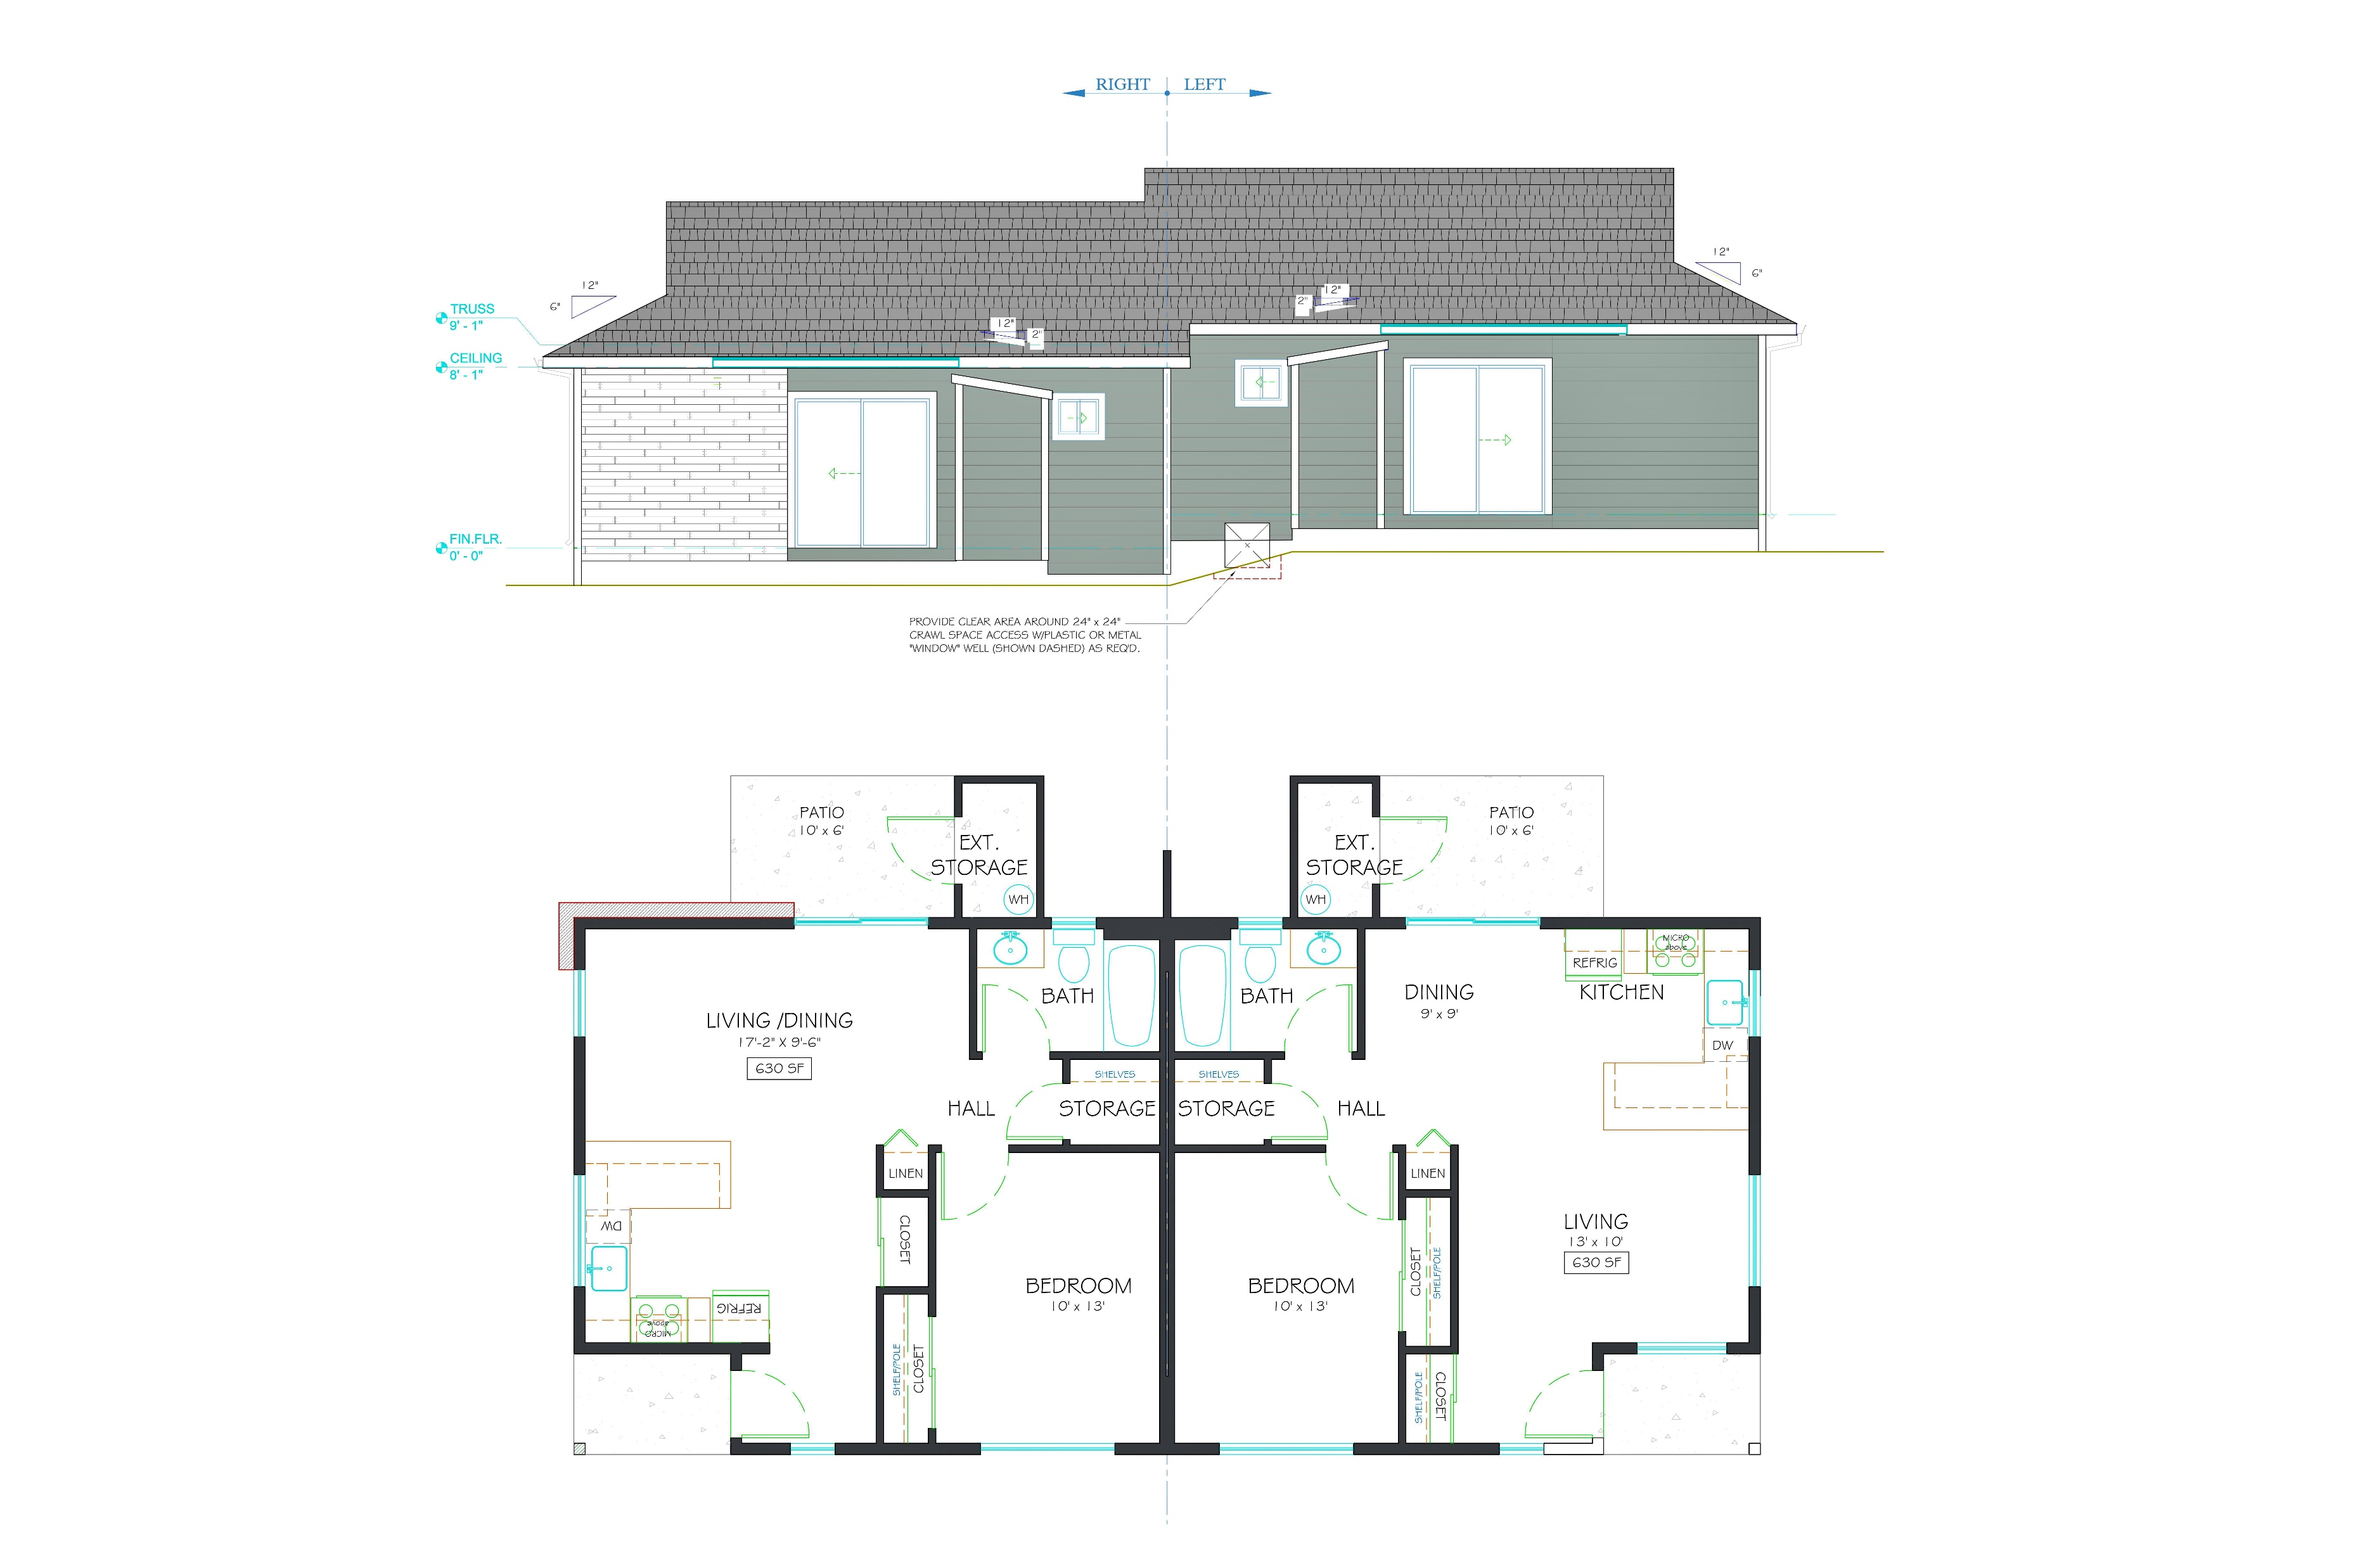 RIGHT LEFT
12"
6"
12"
6"
12"
2"
12"
2"
TRUSS
9' - 1"
CEILING
8' - 1"
FIN.FLR.
0' - 0"
X
PROVIDE CLEAR AREA AROUND 24" x 24"
CRAWL SPACE ACCESS W/PLASTIC OR METAL
"WINDOW" WELL (SHOWN DASHED) AS REQ'D.
PATIO
10' x 6'
EXT.
STORAGE
WH
EXT.
STORAGE
WH
PATIO
10' x 6'
LIVING /DINING
17'-2" X 9'-6"
630 SF
BATH
BATH
DINING
9' x 9'
KITCHEN
REFRIG
MICRO
above
DW
SHELVES
SHELVES
HALL
STORAGE
STORAGE
HALL
LINEN
LINEN
DW
CLOSET
REFRIG
MICRO
above
BEDROOM
10' x 13'
BEDROOM
10' x 13'
CLOSET
SHELF/POLE
LIVING
13' x 10'
630 SF
SHELF/POLE
CLOSET
SHELF/POLE
CLOSET